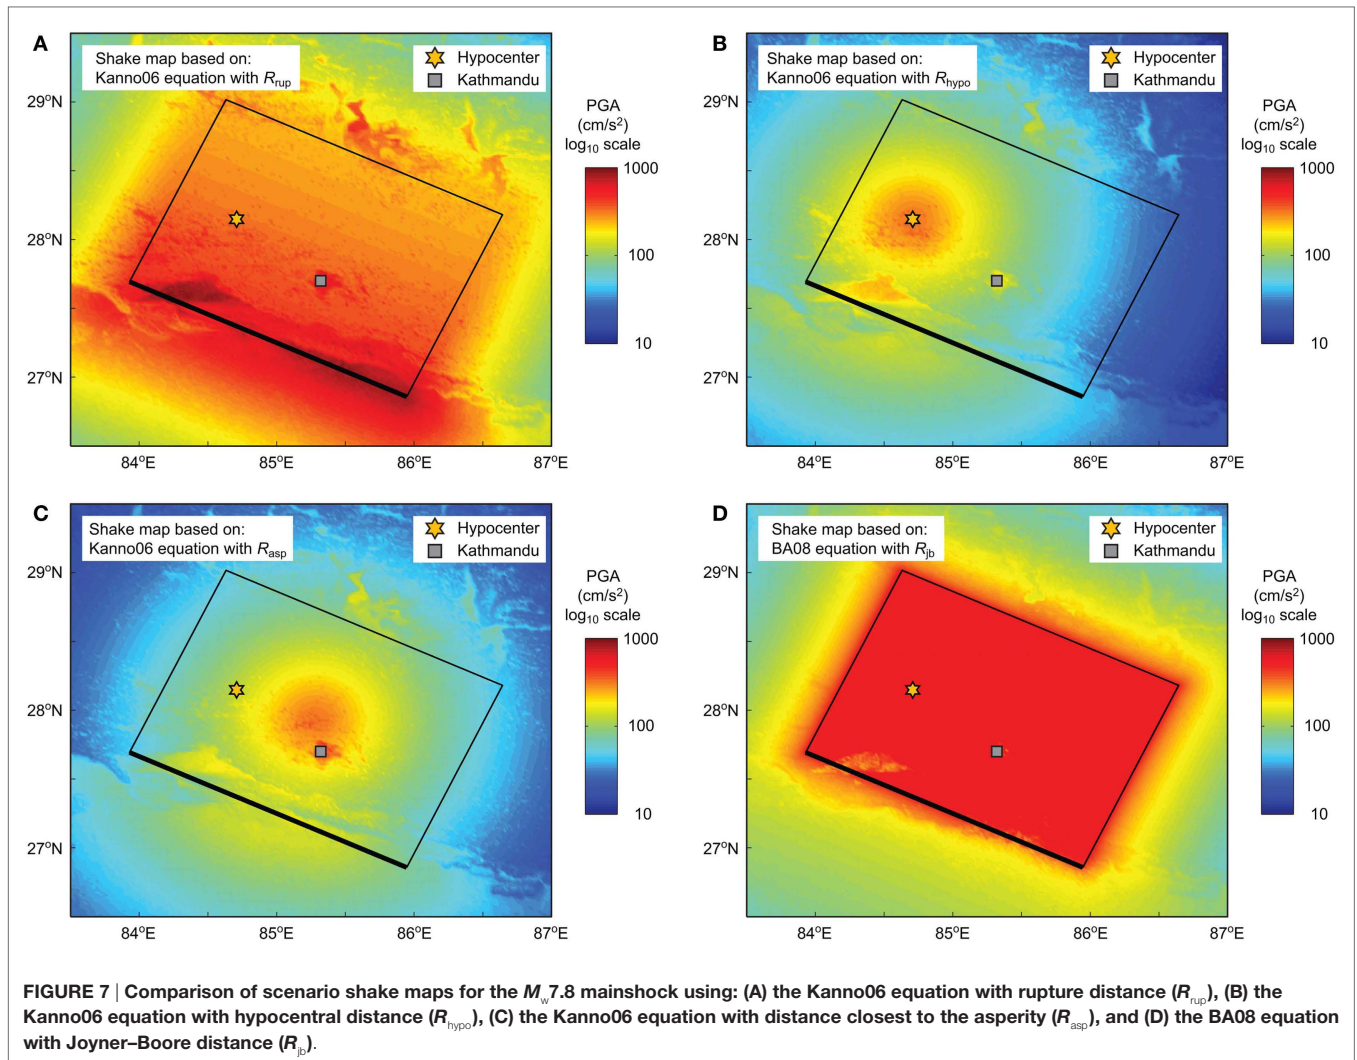 A
Shake map based on:
Kanno06 equation with Rrup
Hypocenter
Kathmandu
29°N
28°N
27°N
84°E 85°E 86°E 87°E
PGA
(cm/s²)
log10 scale
1000
100
10
B
Shake map based on:
Kanno06 equation with Rhypo
Hypocenter
Kathmandu
29°N
28°N
27°N
84°E 85°E 86°E 87°E
PGA
(cm/s²)
log10 scale
1000
100
10
C
Shake map based on:
Kanno06 equation with Rasp
Hypocenter
Kathmandu
29°N
28°N
27°N
84°E 85°E 86°E 87°E
PGA
(cm/s²)
log10 scale
1000
100
10
D
Shake map based on:
BA08 equation with Rjb
Hypocenter
Kathmandu
29°N
28°N
27°N
84°E 85°E 86°E 87°E
PGA
(cm/s²)
log10 scale
1000
100
10
FIGURE 7 | Comparison of scenario shake maps for the Mw7.8 mainshock using: (A) the Kanno06 equation with rupture distance (Rrup), (B) the
Kanno06 equation with hypocentral distance (Rhypo), (C) the Kanno06 equation with distance closest to the asperity (Rasp), and (D) the BA08 equation
with Joyner–Boore distance (Rjb).